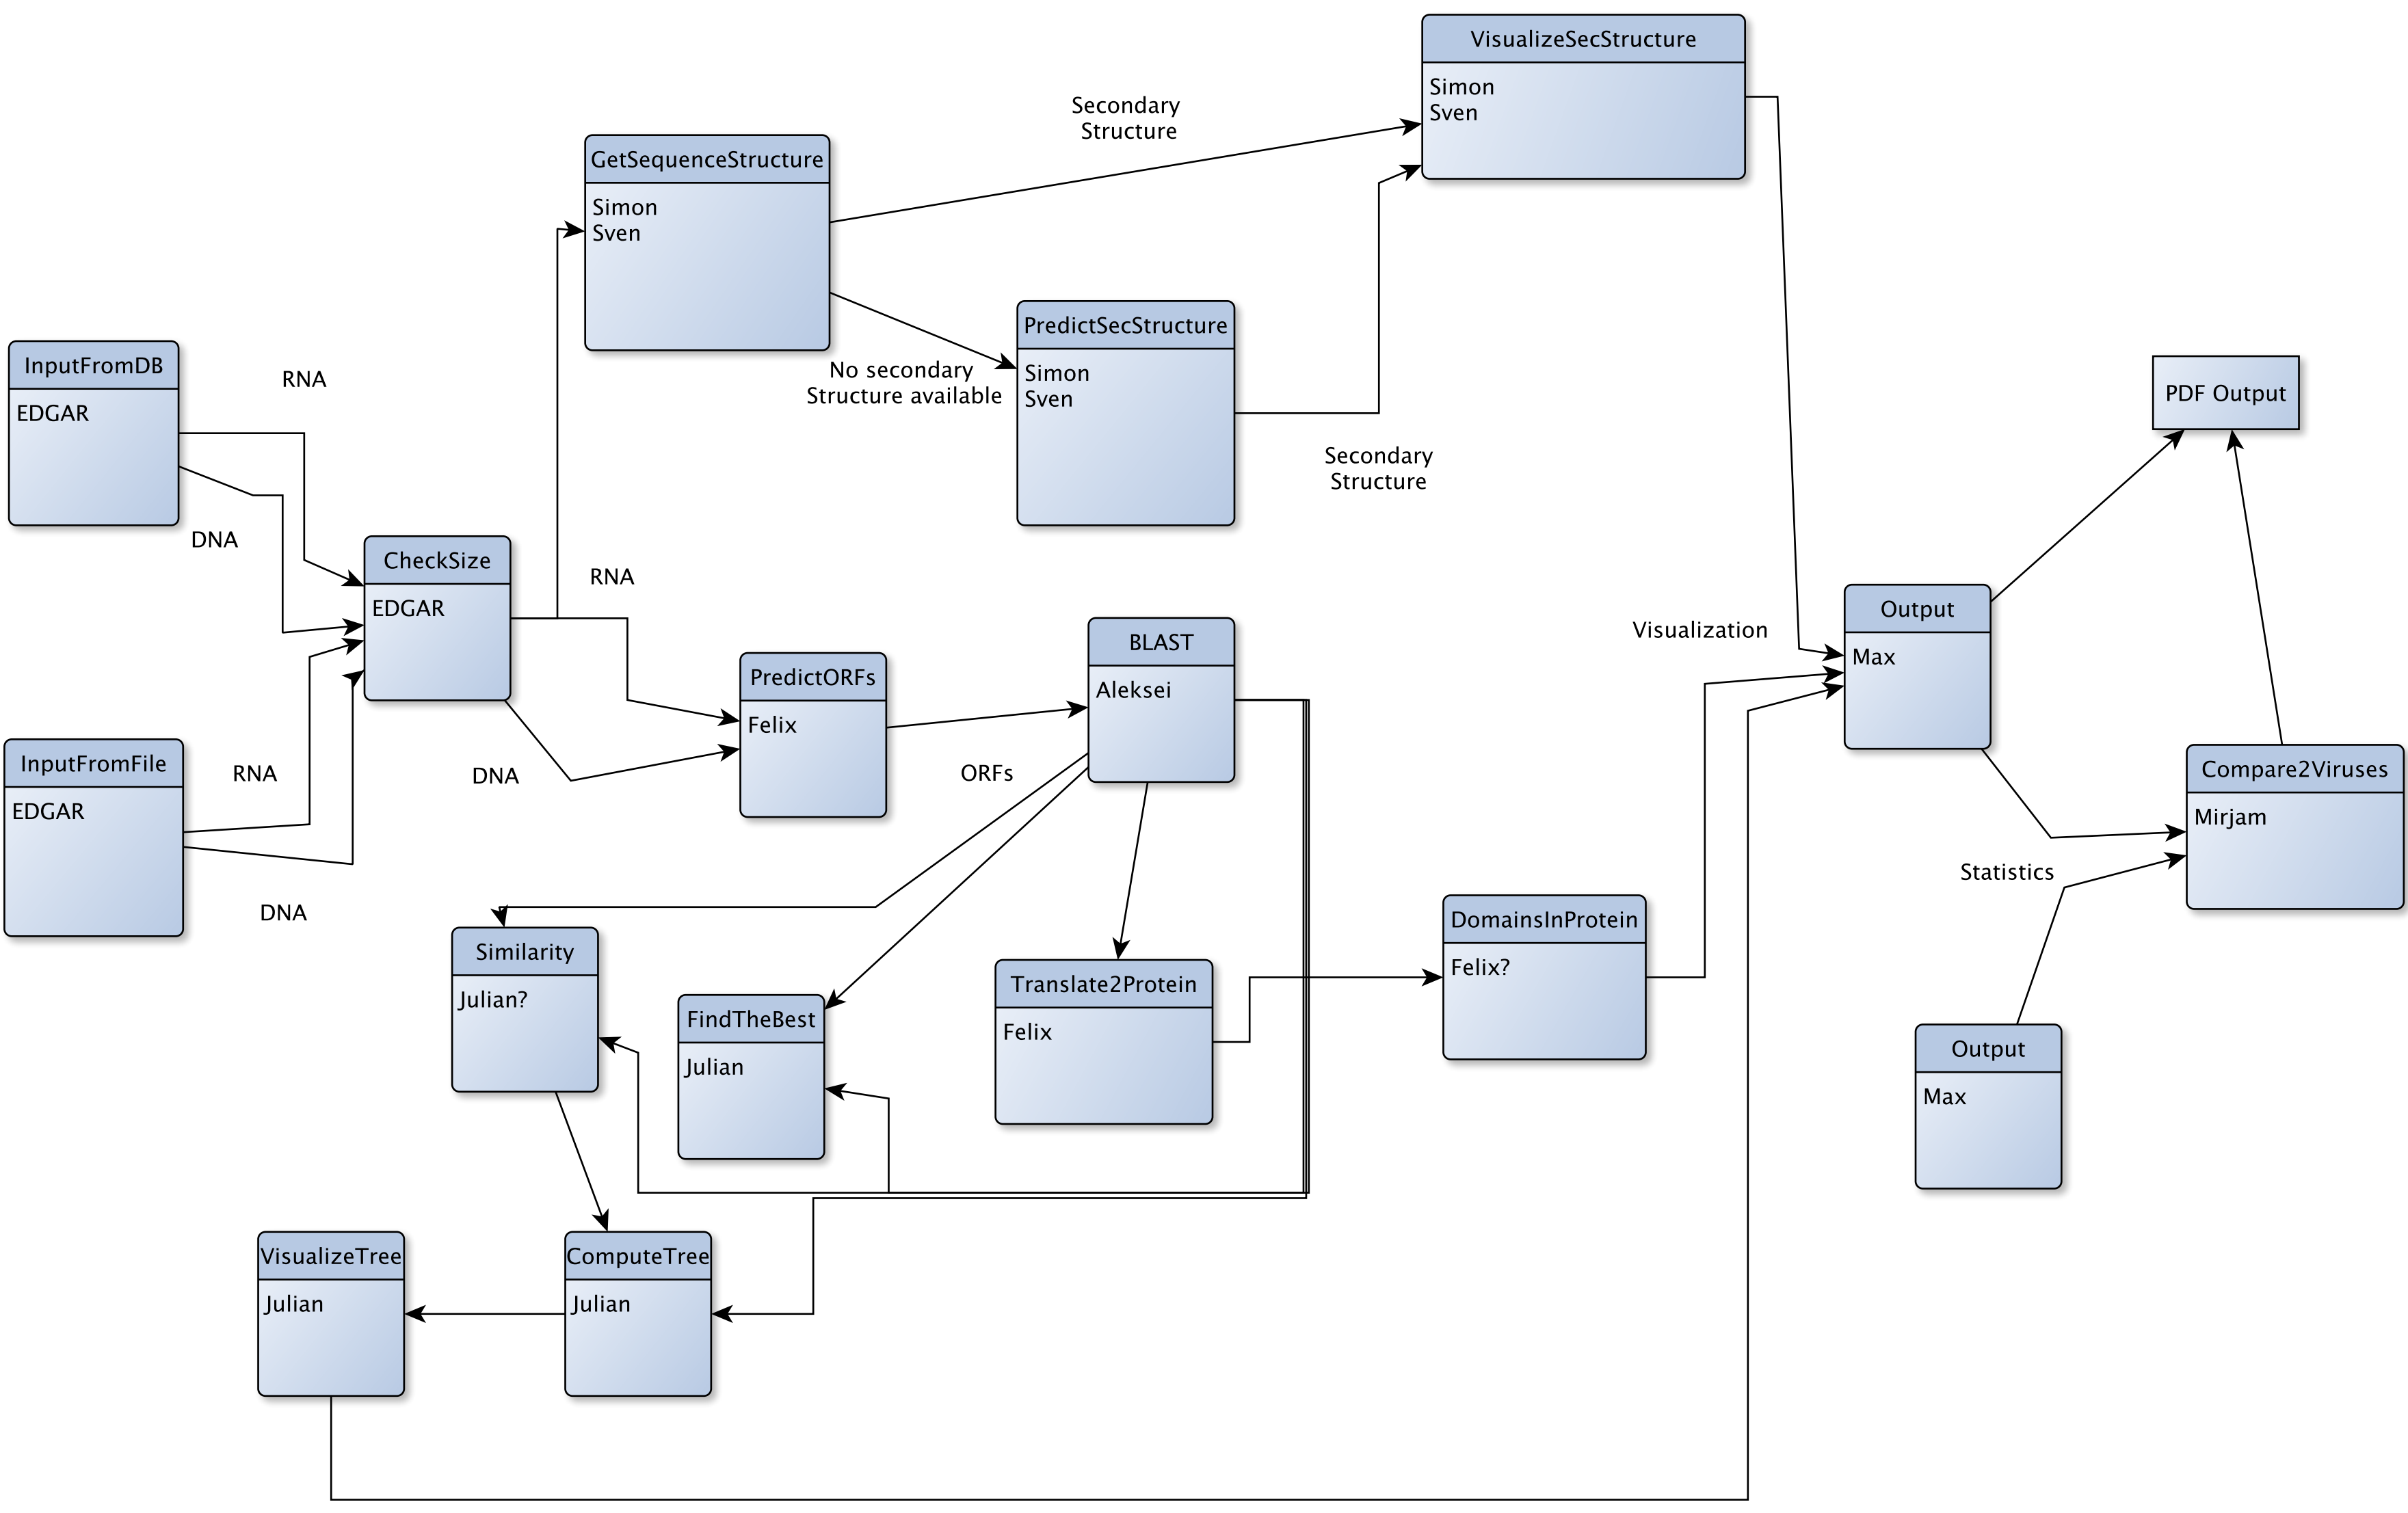 VisualizeSecStructure
Simon
Sven
Secondary
Structure
GetSequenceStructure
Simon
Sven
PredictSecStructure
Simon
Sven
No secondary
Structure available
Secondary
Structure
InputFromDB
EDGAR
RNA
DNA
PDF Output
CheckSize
EDGAR
RNA
Output
Max
Visualization
BLAST
Aleksei
PredictORFs
Felix
InputFromFile
EDGAR
RNA
DNA
DNA
ORFs
Compare2Viruses
Mirjam
Statistics
Similarity
Julian?
DomainsInProtein
Felix?
Translate2Protein
Felix
FindTheBest
Julian
Output
Max
VisualizeTree
Julian
ComputeTree
Julian